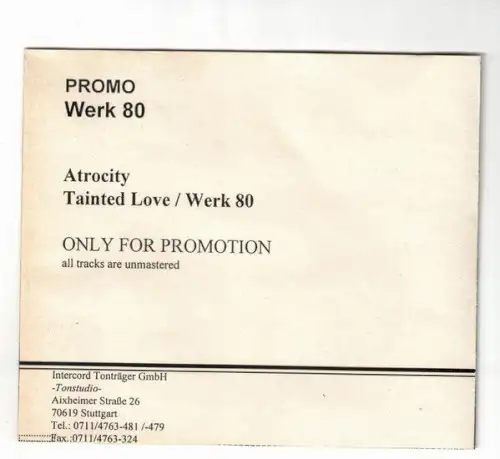 PROMO
Werk 80
Atrocity
Tainted Love / Werk 80
ONLY FOR PROMOTION
all tracks are unmastered
Intercord Tonträger GmbH
-Tonstudio-
Aixheimer Straße 26
70619 Stuttgart
Tel.: 0711/4763-481 /-479
Fax.:0711/4763-324